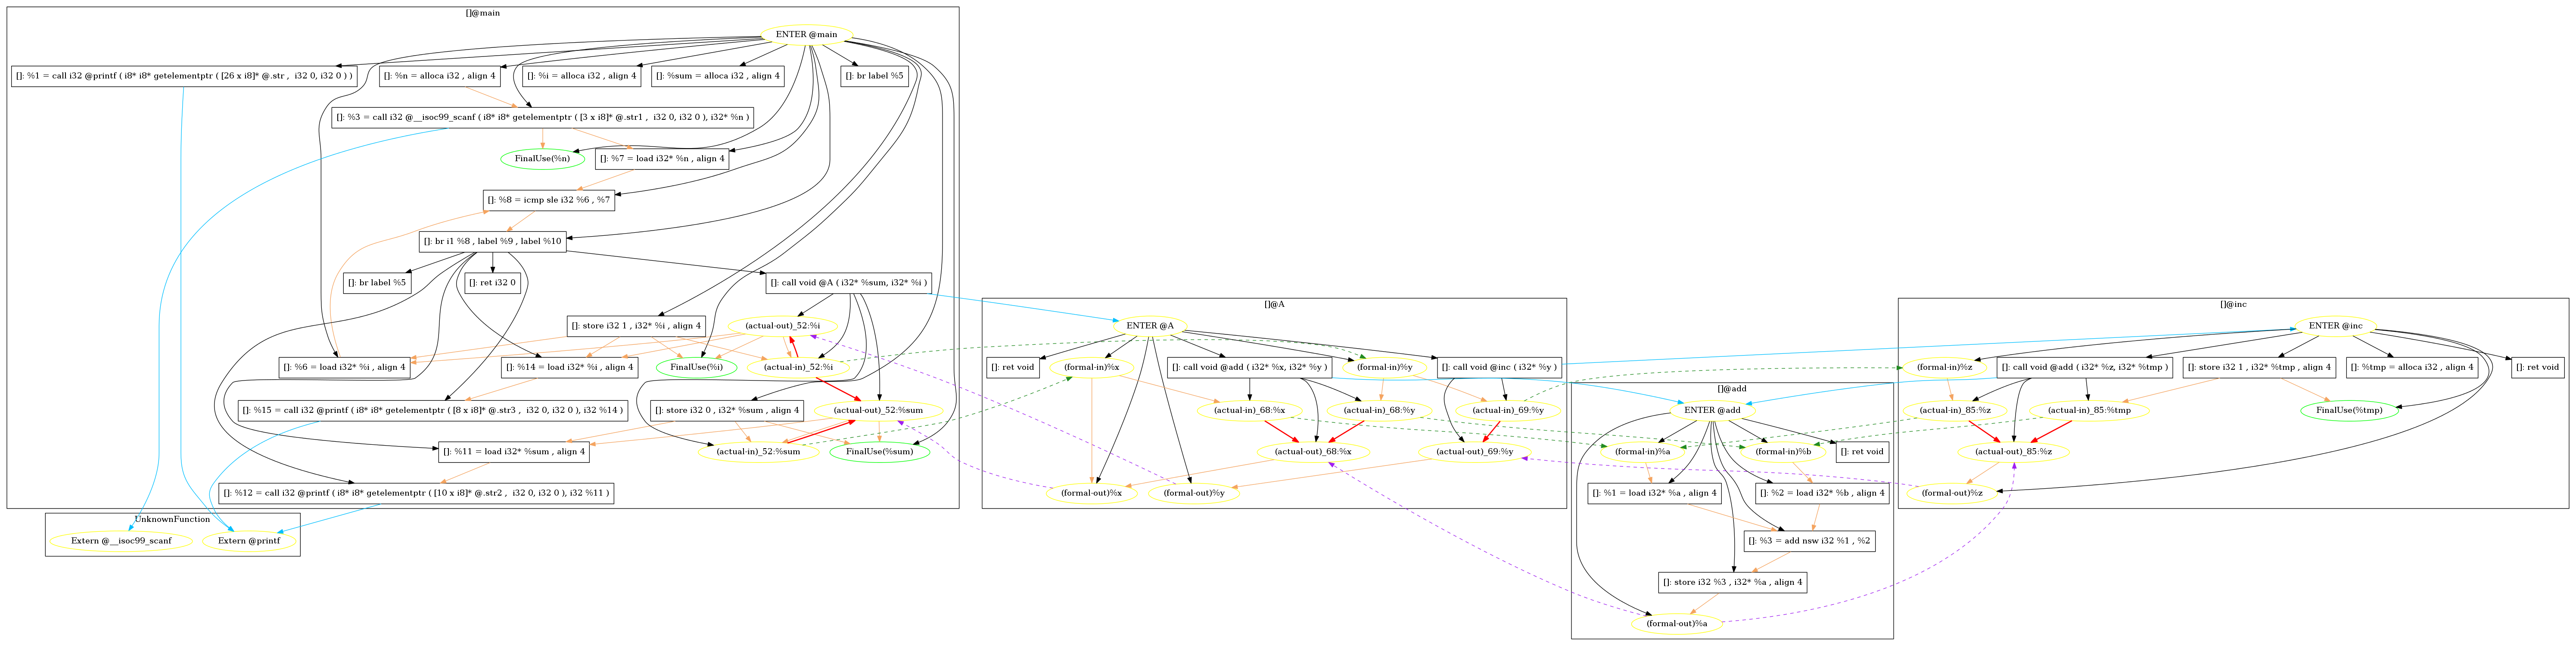 []@main
ENTER @main
[]: %1 = call i32 @printf ( i8* i8* getelementptr ( [26 x i8]* @.str ,  i32 0, i32 0 ) )
[]: %n = alloca i32 , align 4
[]: %i = alloca i32 , align 4
[]: %sum = alloca i32 , align 4
[]: br label %5
[]: %3 = call i32 @__isoc99_scanf ( i8* i8* getelementptr ( [3 x i8]* @.str1 ,  i32 0, i32 0 ), i32* %n )
FinalUse(%n)
[]: %7 = load i32* %n , align 4
[]: %8 = icmp sle i32 %6 , %7
[]: br i1 %8 , label %9 , label %10
[]: br label %5
[]: ret i32 0
[]: call void @A ( i32* %sum, i32* %i )
[]: store i32 1 , i32* %i , align 4
(actual-out)_52:%i
[]: %6 = load i32* %i , align 4
[]: %14 = load i32* %i , align 4
FinalUse(%i)
(actual-in)_52:%i
[]: %15 = call i32 @printf ( i8* i8* getelementptr ( [8 x i8]* @.str3 ,  i32 0, i32 0 ), i32 %14 )
[]: store i32 0 , i32* %sum , align 4
(actual-out)_52:%sum
[]: %11 = load i32* %sum , align 4
(actual-in)_52:%sum
FinalUse(%sum)
[]: %12 = call i32 @printf ( i8* i8* getelementptr ( [10 x i8]* @.str2 ,  i32 0, i32 0 ), i32 %11 )
UnknownFunction
Extern @__isoc99_scanf
Extern @printf
[]@A
ENTER @A
[]: ret void
(formal-in)%x
[]: call void @add ( i32* %x, i32* %y )
(formal-in)%y
[]: call void @inc ( i32* %y )
(actual-in)_68:%x
(actual-in)_68:%y
(actual-in)_69:%y
(actual-out)_68:%x
(actual-out)_69:%y
(formal-out)%x
(formal-out)%y
[]@add
ENTER @add
(formal-in)%a
(formal-in)%b
[]: ret void
[]: %1 = load i32* %a , align 4
[]: %2 = load i32* %b , align 4
[]: %3 = add nsw i32 %1 , %2
[]: store i32 %3 , i32* %a , align 4
(formal-out)%a
[]@inc
ENTER @inc
(formal-in)%z
[]: call void @add ( i32* %z, i32* %tmp )
[]: store i32 1 , i32* %tmp , align 4
[]: %tmp = alloca i32 , align 4
[]: ret void
(actual-in)_85:%z
(actual-in)_85:%tmp
FinalUse(%tmp)
(actual-out)_85:%z
(formal-out)%z